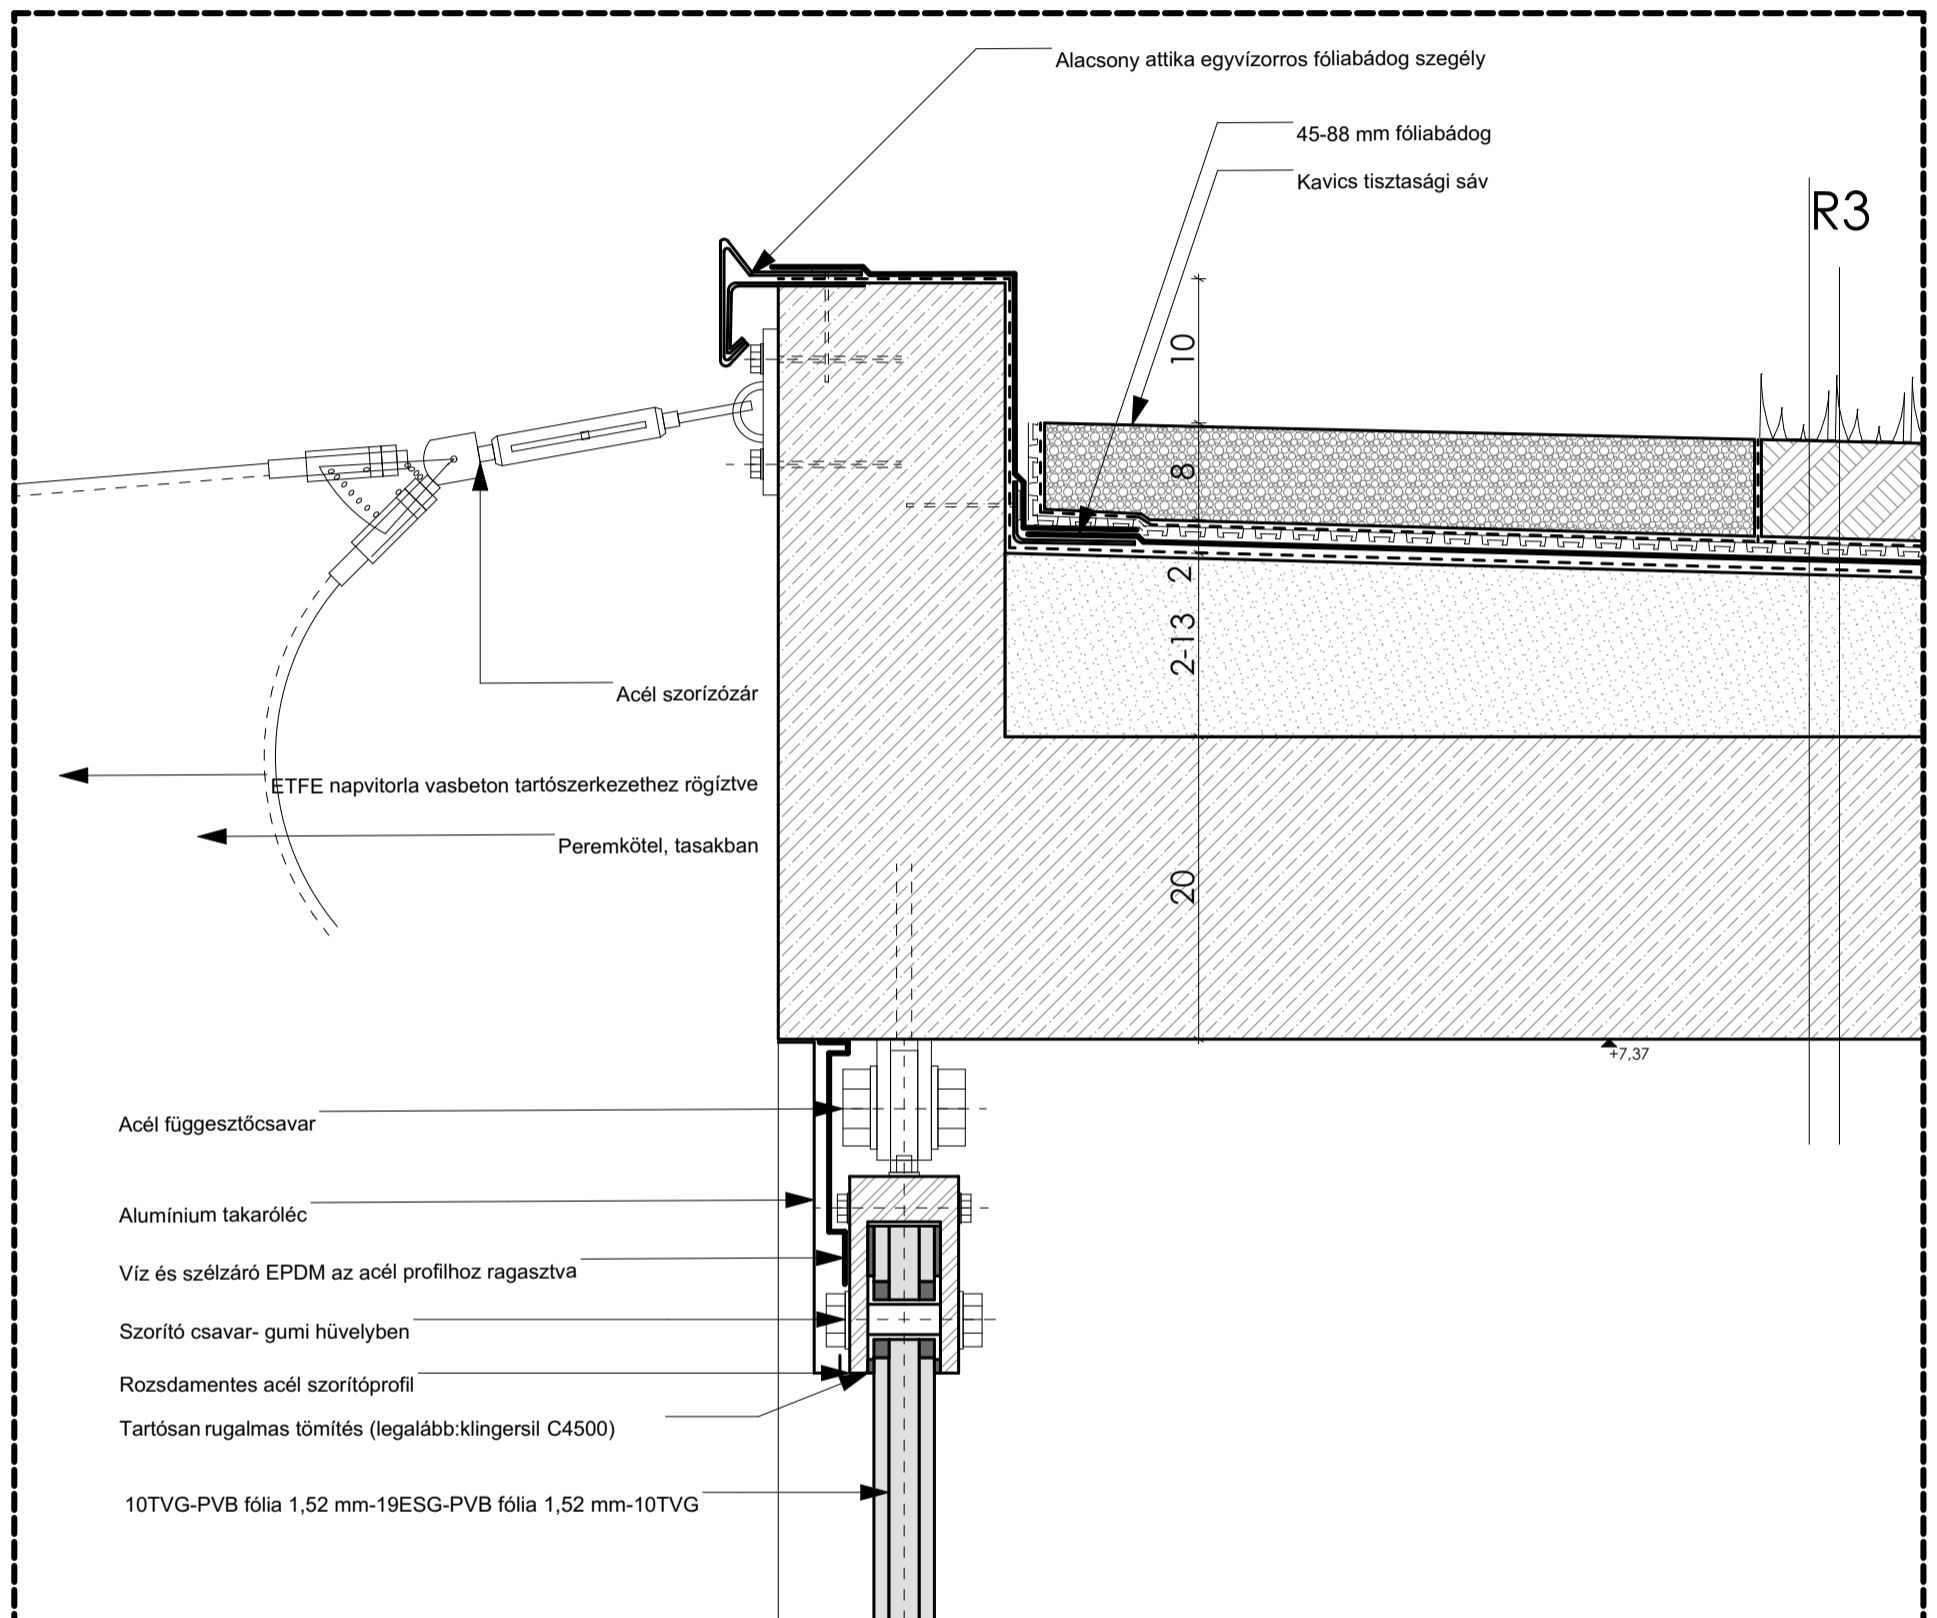 Alacsony attika egyvízorros fóliabádog szegély
45-88 mm fóliabádog
Kavics tisztasági sáv
R3
10
8
2
2-13
20
Acél szorízózár
ETFE napvitorla vasbeton tartószerkezethez rögíztve
Peremkötel, tasakban
+7,37
Acél függesztőcsavar
Alumínium takaróléc
Víz és szélzáró EPDM az acél profilhoz ragasztva
Szorító csavar- gumi hüvelyben
Rozsdamentes acél szorítóprofil
Tartósan rugalmas tömítés (legalább:klingersil C4500)
10TVG-PVB fólia 1,52 mm-19ESG-PVB fólia 1,52 mm-10TVG